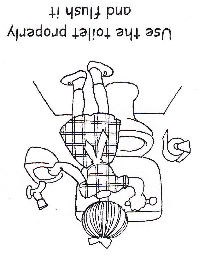 Use the toilet properly
and flush it